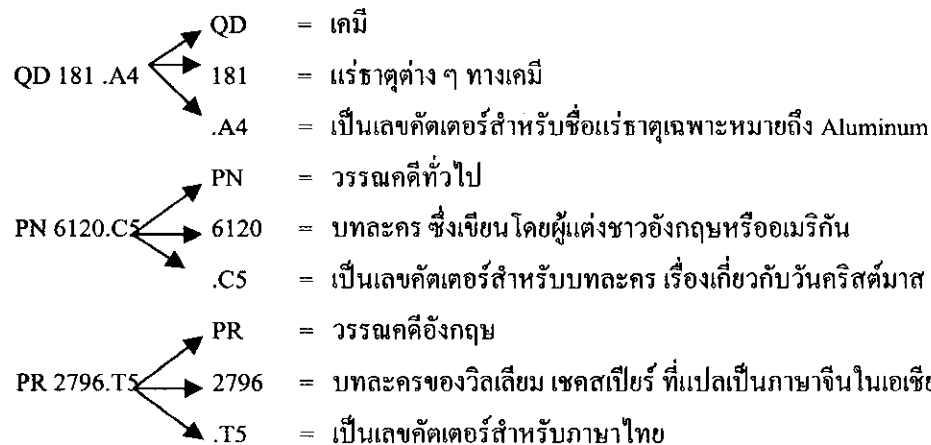 QD = เคมี
QD 181 .A4 181 = แร่ธาตุต่าง ๆ ทางเคมี
.A4 = เป็นเลขคัตเตอร์สำหรับชื่อแร่ธาตุเฉพาะหมายถึง Aluminum
PN = วรรณคดีทั่วไป
PN 6120.C5 6120 = บทละคร ซึ่งเขียนโดยผู้แต่งชาวอังกฤษหรืออเมริกัน
.C5 = เป็นเลขคัตเตอร์สำหรับบทละคร เรื่องเกี่ยวกับวันคริสต์มาส
PR = วรรณคดีอังกฤษ
PR 2796.T5 2796 = บทละครของวิลเลียม เชคสเปียร์ ที่แปลเป็นภาษาจีนในเอเชีย
.T5 = เป็นเลขคัตเตอร์สำหรับภาษาไทย